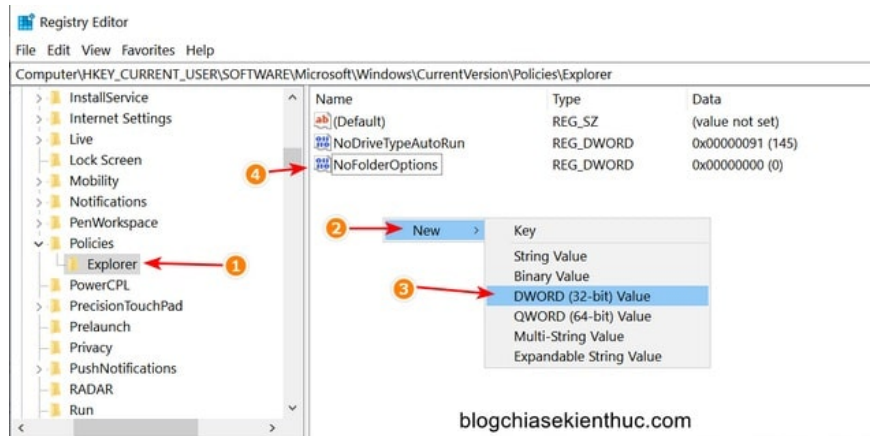 Registry Editor
File Edit View Favorites Help
Computer\HKEY_CURRENT_USER\SOFTWARE\Microsoft\Windows\CurrentVersion\Policies\Explorer
InstallService
Internet Settings
Live
Lock Screen
Mobility
Notifications
PenWorkspace
Policies
Explorer
PowerCPL
PrecisionTouchPad
Prelaunch
Privacy
PushNotifications
RADAR
Run
Name Type Data
ab (Default) REG_SZ (value not set)
NoDriveTypeAutoRun REG_DWORD 0x00000091 (145)
4 NoFolderOptions REG_DWORD 0x00000000 (0)
1
2 New
Key
String Value
Binary Value
3 DWORD (32-bit) Value
QWORD (64-bit) Value
Multi-String Value
Expandable String Value
blogchiasekienthuc.com